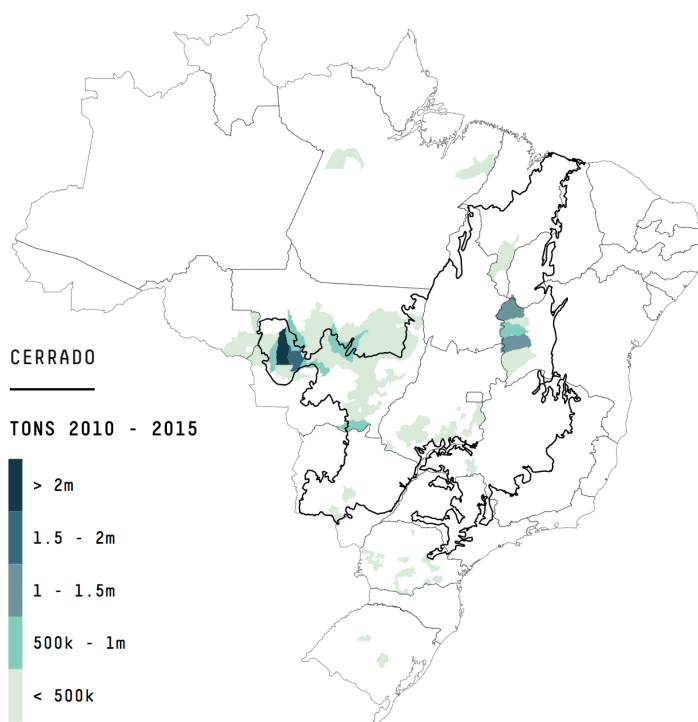 CERRADO
TONS 2010 - 2015
> 2m
1.5 - 2m
1 - 1.5m
500k - 1m
< 500k